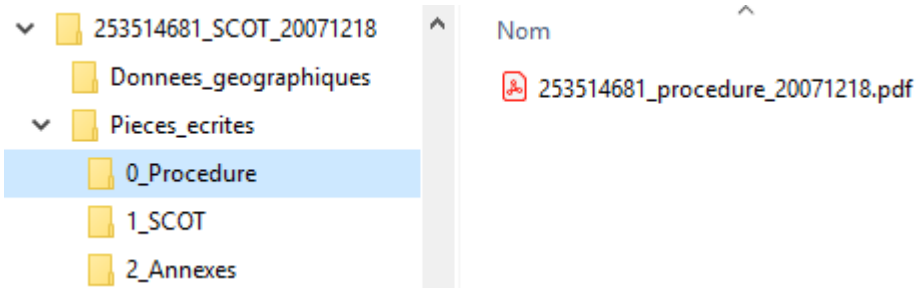 253514681_SCOT_20071218
Donnees_geographiques
Pieces_ecrites
0_Procedure
1_SCOT
2_Annexes
Nom
253514681_procedure_20071218.pdf